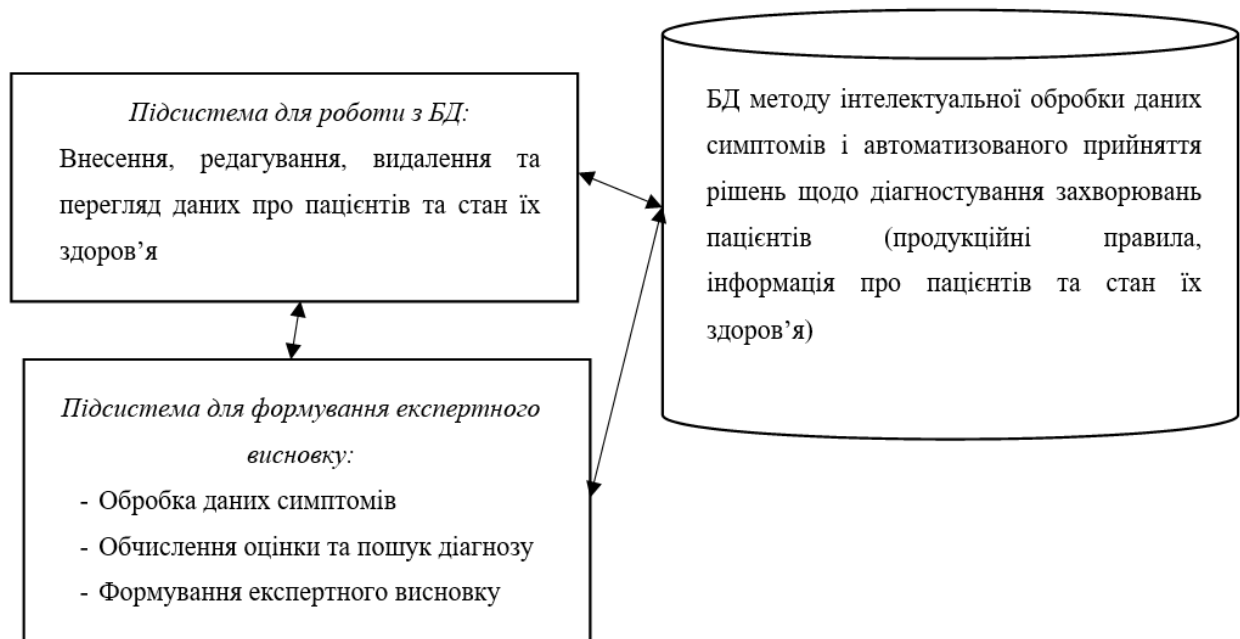 Підсистема для роботи з БД:
Внесення, редагування, видалення та
перегляд даних про пацієнтів та стан їх
здоров’я
БД методу інтелектуальної обробки даних
симптомів і автоматизованого прийняття
рішень щодо діагностування захворювань
пацієнтів (продукційні правила,
інформація про пацієнтів та стан їх
здоров’я)
Підсистема для формування експертного
висновку:
- Обробка даних симптомів
- Обчислення оцінки та пошук діагнозу
- Формування експертного висновку